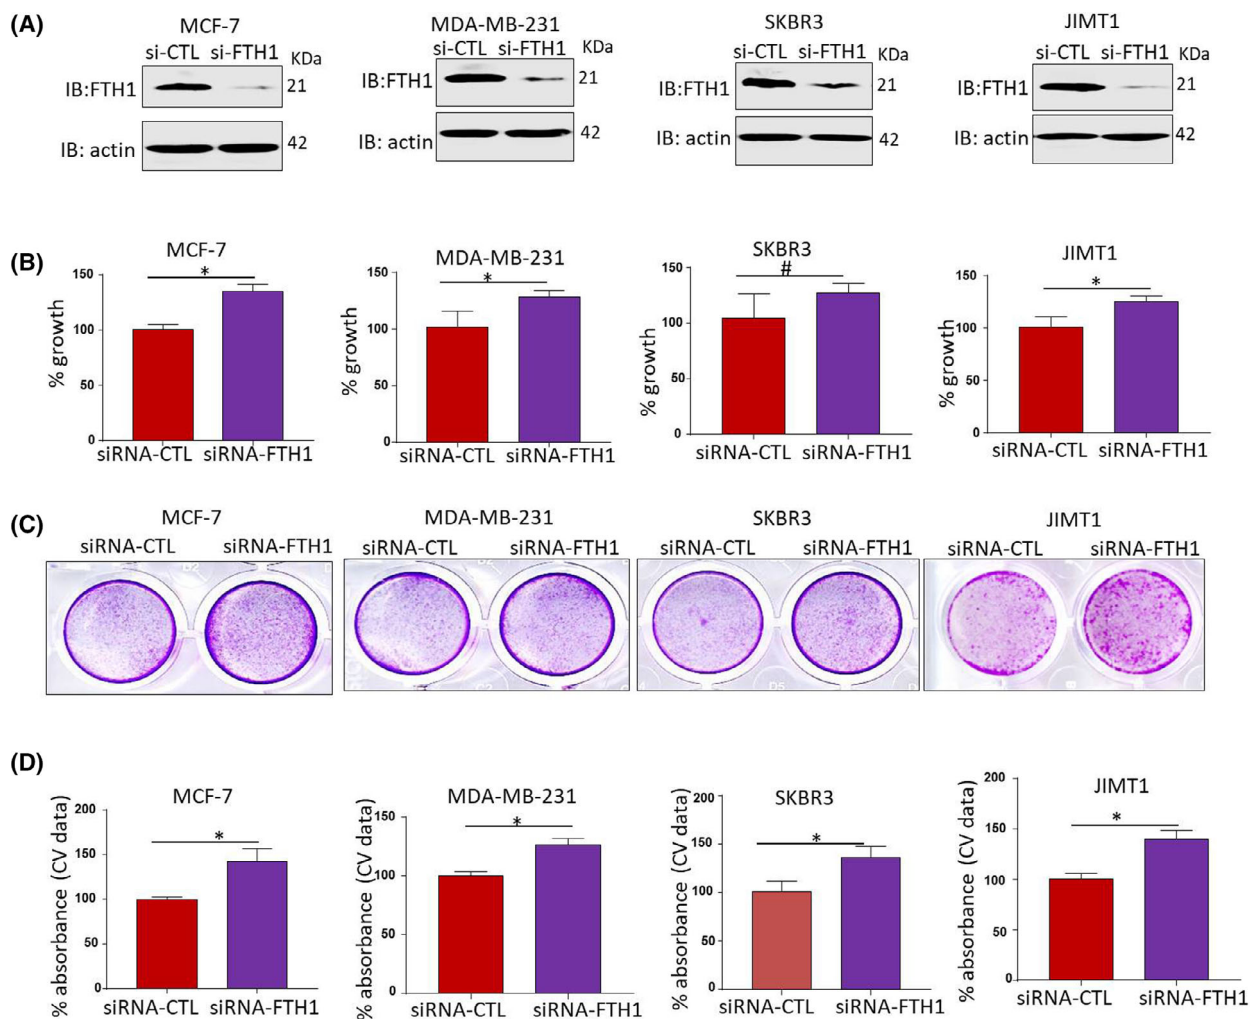 (A)
MCF-7 MDA-MB-231 SKBR3 JIMT1
si-CTL si-FTH1 KDa si-CTL si-FTH1 KDa si-CTL si-FTH1 KDa si-CTL si-FTH1 KDa
IB:FTH1 21 IB:FTH1 21 IB:FTH1 21 IB:FTH1 21
IB: actin 42 IB: actin 42 IB: actin 42 IB: actin 42
(B)
MCF-7
% growth
150
*
100
50
0
siRNA-CTL siRNA-FTH1
MDA-MB-231
% growth
150
*
100
50
0
siRNA-CTL siRNA-FTH1
SKBR3
% growth
150
#
100
50
0
siRNA-CTL siRNA-FTH1
JIMT1
% growth
150
*
100
50
0
siRNA-CTL siRNA-FTH1
(C)
MCF-7 MDA-MB-231 SKBR3 JIMT1
siRNA-CTL siRNA-FTH1 siRNA-CTL siRNA-FTH1 siRNA-CTL siRNA-FTH1 siRNA-CTL siRNA-FTH1
(D)
MCF-7
% absorbance (CV data)
200
150
*
100
50
0
siRNA-CTL siRNA-FTH1
MDA-MB-231
% absorbance (CV data)
150
*
100
50
0
siRNA-CTL siRNA-FTH1
SKBR3
% absorbance (CV data)
200
150
*
100
50
0
siRNA-CTL siRNA-FTH1
JIMT1
% absorbance (CV data)
200
150
*
100
50
0
siRNA-CTL siRNA-FTH1